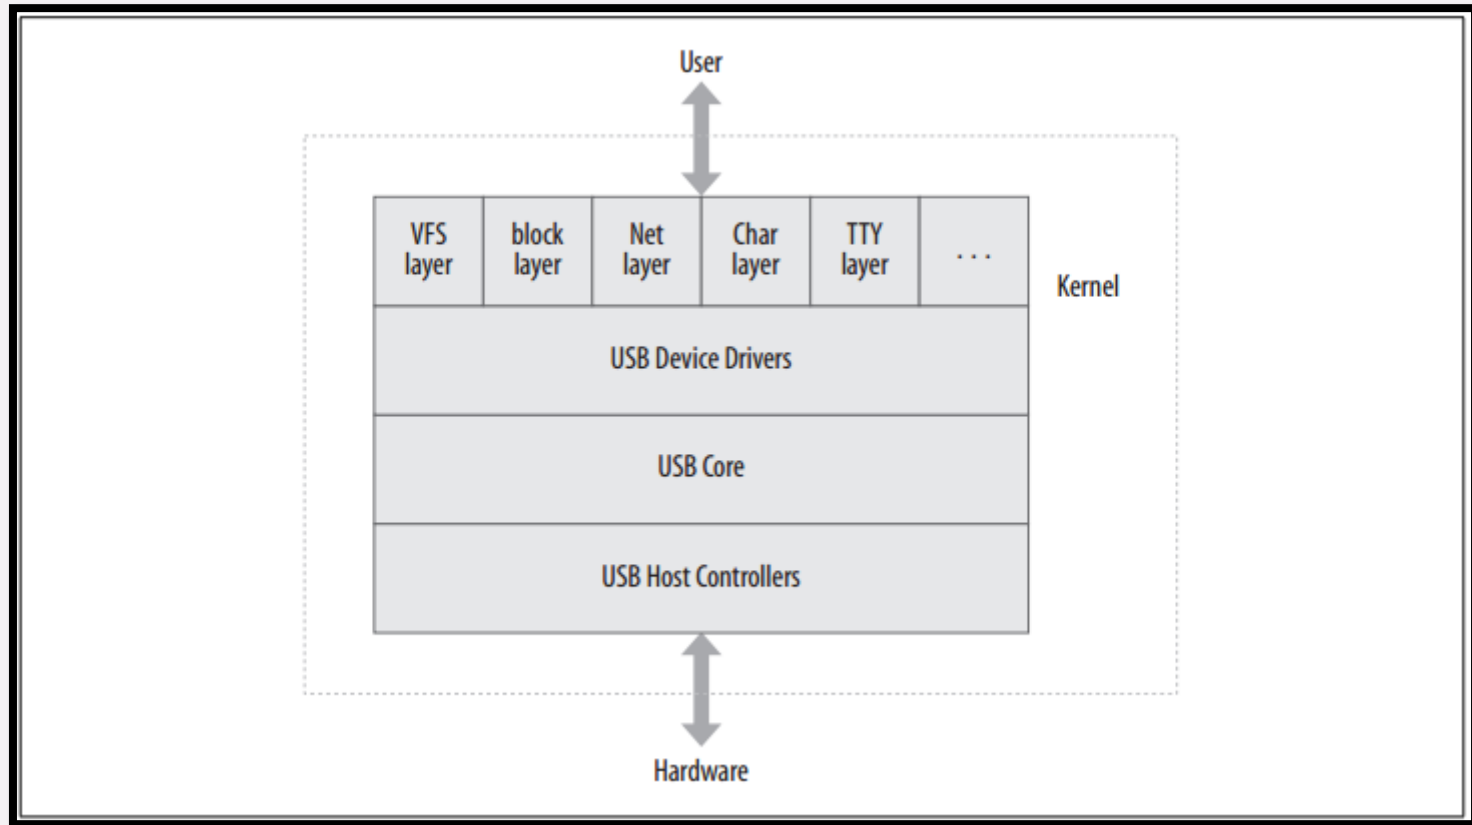 User
VFS
layer
block
layer
Net
layer
Char
layer
TTY
layer
. . .
Kernel
USB Device Drivers
USB Core
USB Host Controllers
Hardware